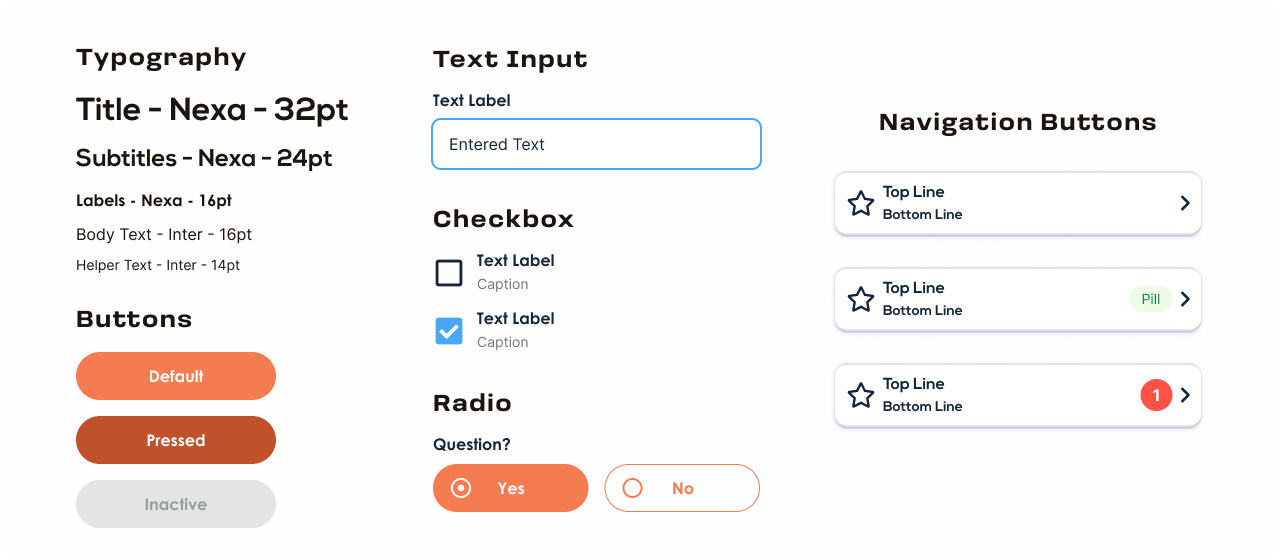 Typography
Title - Nexa - 32pt
Subtitles - Nexa - 24pt
Labels - Nexa - 16pt
Body Text - Inter - 16pt
Helper Text - Inter - 14pt
Buttons
Default
Pressed
Inactive
Text Input
Text Label
Entered Text
Checkbox
Text Label
Caption
Text Label
Caption
Radio
Question?
Yes
No
Navigation Buttons
Top Line
Bottom Line
Top Line
Bottom Line
Pill
Top Line
Bottom Line
1